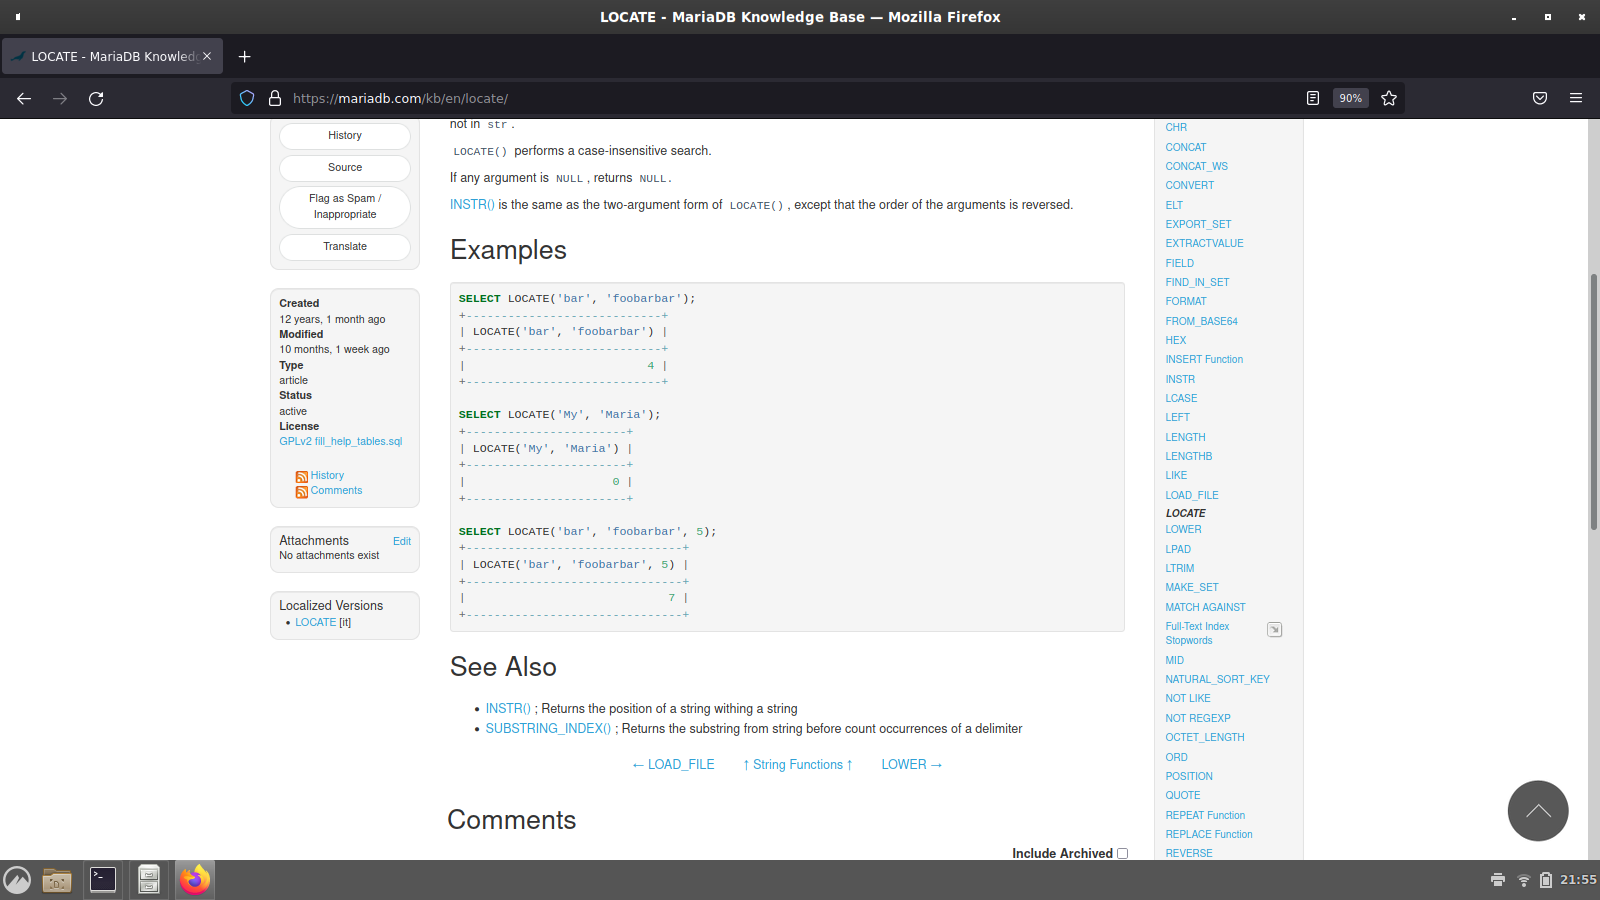 LOCATE - MariaDB Knowledge Base — Mozilla Firefox
LOCATE - MariaDB Knowledg
https://mariadb.com/kb/en/locate/
90%
History
Source
Flag as Spam /
Inappropriate
Translate
Created
12 years, 1 month ago
Modified
10 months, 1 week ago
Type
article
Status
active
License
GPLv2 fill_help_tables.sql
History
Comments
Attachments Edit
No attachments exist
Localized Versions
• LOCATE [it]
not in str.
LOCATE() performs a case-insensitive search.
If any argument is NULL, returns NULL.
INSTR() is the same as the two-argument form of LOCATE(), except that the order of the arguments is reversed.
Examples
SELECT LOCATE('bar', 'foobarbar');
+----------------------------+
| LOCATE('bar', 'foobarbar') |
+----------------------------+
|                          4 |
+----------------------------+
SELECT LOCATE('My', 'Maria');
+-----------------------+
| LOCATE('My', 'Maria') |
+-----------------------+
|                     0 |
+-----------------------+
SELECT LOCATE('bar', 'foobarbar', 5);
+-------------------------------+
| LOCATE('bar', 'foobarbar', 5) |
+-------------------------------+
|                             7 |
+-------------------------------+
See Also
• INSTR() ; Returns the position of a string withing a string
• SUBSTRING_INDEX() ; Returns the substring from string before count occurrences of a delimiter
← LOAD_FILE ↑ String Functions ↑ LOWER →
Comments
Include Archived
CHR
CONCAT
CONCAT_WS
CONVERT
ELT
EXPORT_SET
EXTRACTVALUE
FIELD
FIND_IN_SET
FORMAT
FROM_BASE64
HEX
INSERT Function
INSTR
LCASE
LEFT
LENGTH
LENGTHB
LIKE
LOAD_FILE
LOCATE
LOWER
LPAD
LTRIM
MAKE_SET
MATCH AGAINST
Full-Text Index
Stopwords
MID
NATURAL_SORT_KEY
NOT LIKE
NOT REGEXP
OCTET_LENGTH
ORD
POSITION
QUOTE
REPEAT Function
REPLACE Function
REVERSE
21:55